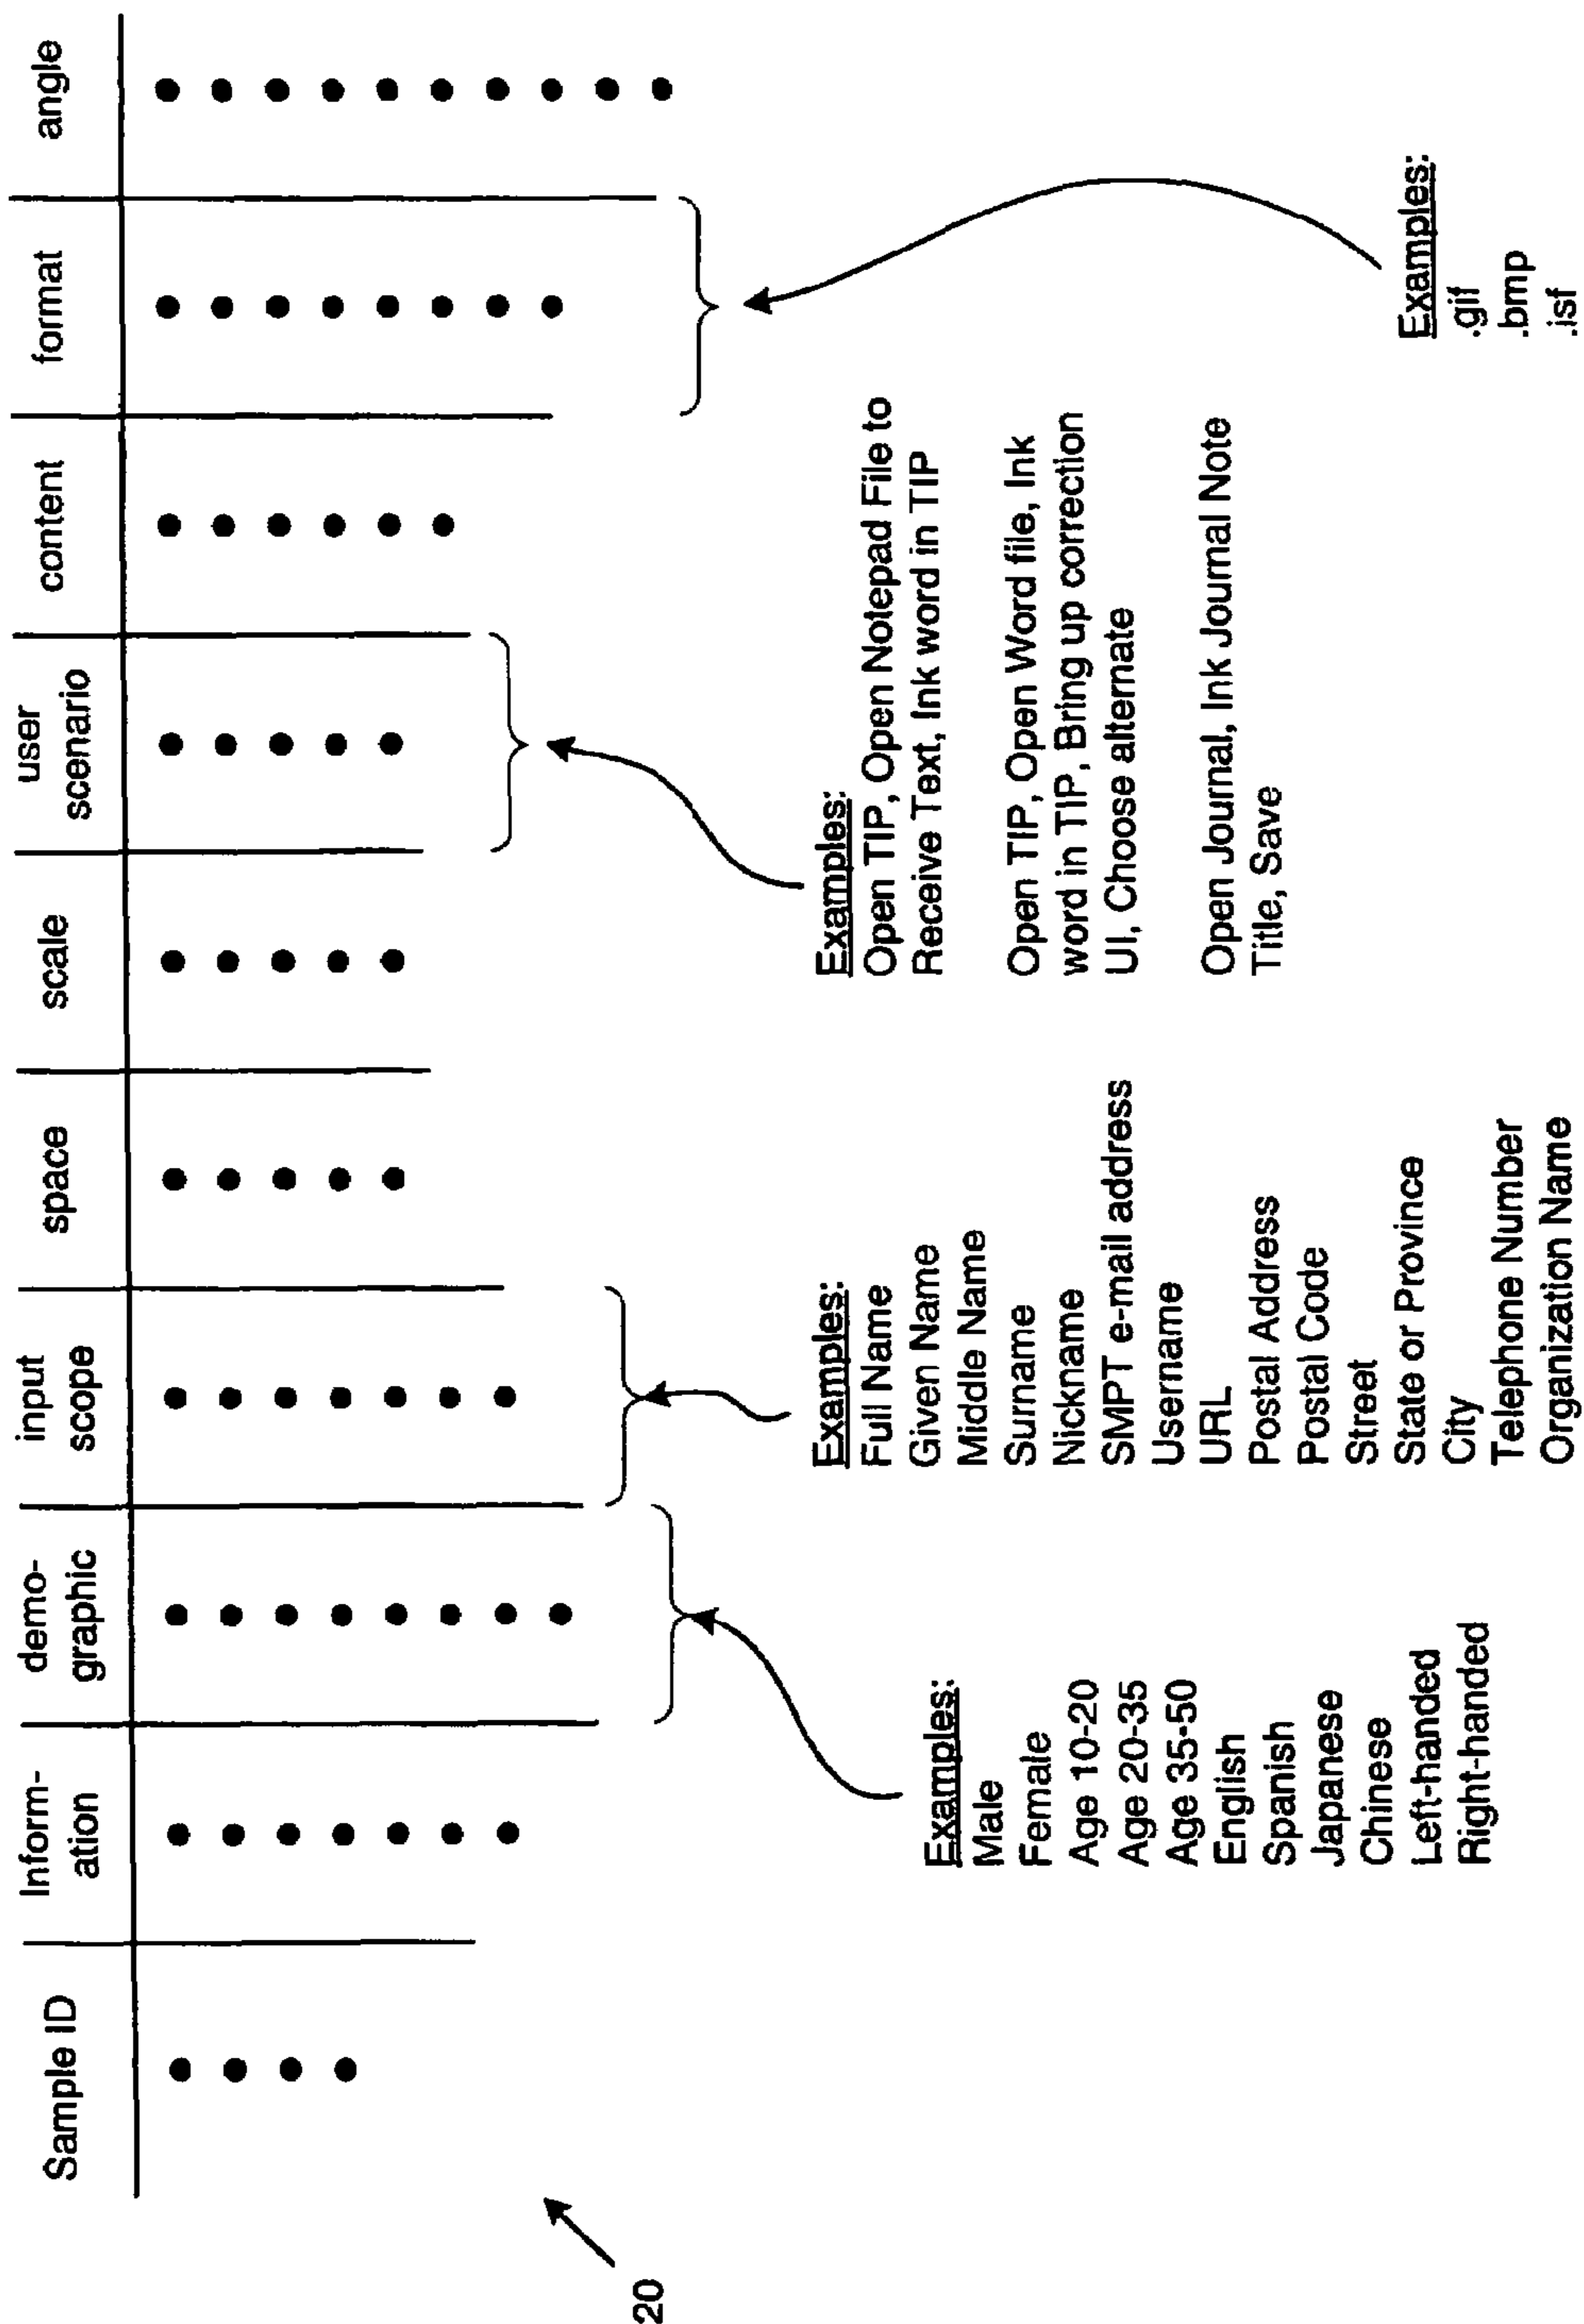 Sample ID
Inform-
ation
demo-
graphic
input
scope
space
scale
user
scenario
content
format
angle
Examples:
Male
Female
Age 10-20
Age 20-35
Age 35-50
English
Spanish
Japanese
Chinese
Left-handed
Right-handed
Examples:
Full Name
Given Name
Middle Name
Surname
Nickname
SMPT e-mail address
Username
URL
Postal Address
Postal Code
Street
State or Province
City
Telephone Number
Organization Name
Examples:
Open TIP, Open Notepad File to
Receive Text, Ink word in TIP
Open TIP, Open Word file, Ink
word in TIP, Bring up correction
UI, Choose alternate
Open Journal, Ink Journal Note
Title, Save
Examples:
.gif
.bmp
.isf
20